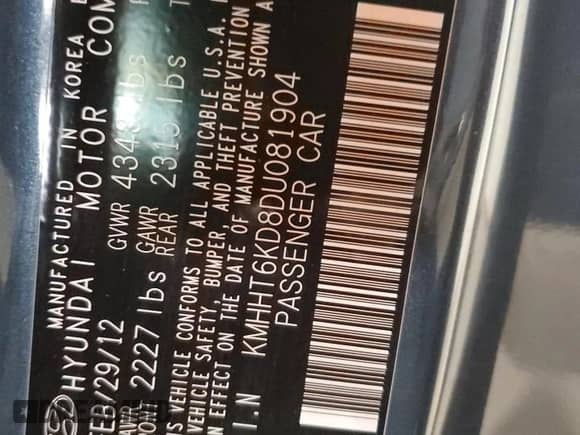 MANUFACTURED IN KOREA
HYUNDAI MOTOR COM
FEB/29/12 GVWR 434 lbs
2227 lbs GAWR REAR 2315 lbs
IS VEHICLE CONFORMS TO ALL APPLICABLE U.S.A.
VEHICLE SAFETY, BUMPER, AND THEFT PREVENTION
N EFFECT ON THE DATE OF MANUFACTURE SHOWN A
I.N KMHHT6KD8DU081904
PASSENGER CAR